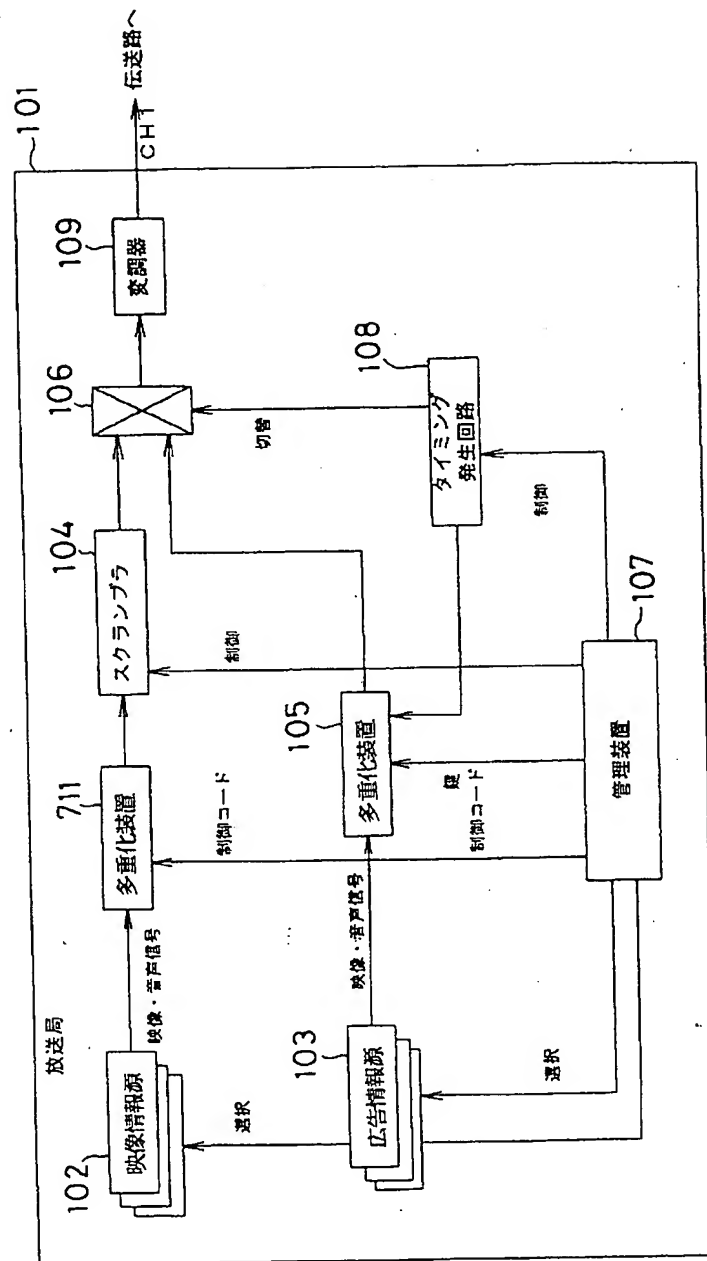 放送局
101
102
映像情報源
映像・音声信号
711
多重化装置
104
スクランブラ
106
109
変調器
CH1
伝送路へ
選択
制御コード
制御
切替
103
広告情報源
映像・音声信号
105
多重化装置
108
タイミング
発生回路
選択
鍵
制御コード
制御
107
管理装置